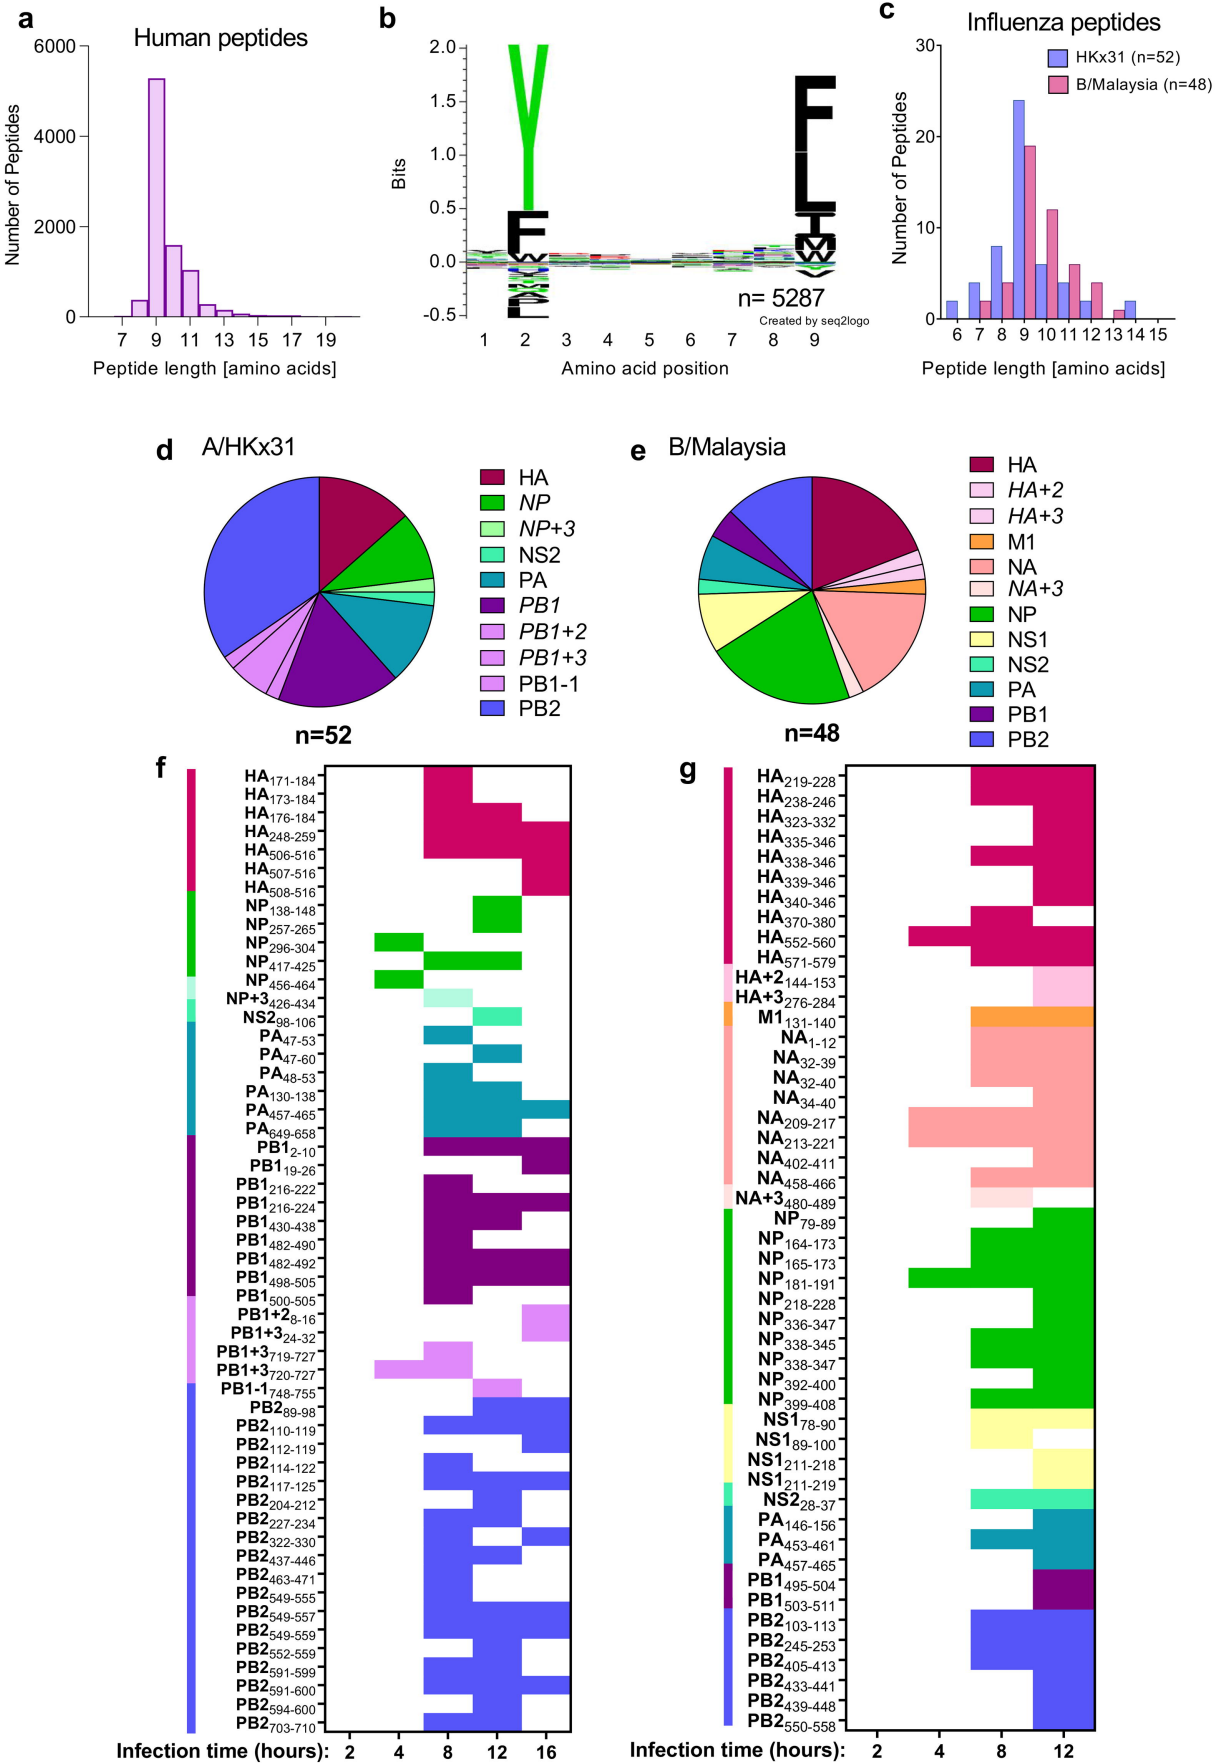 a
Human peptides
6000
4000
2000
0
Number of Peptides
7 9 11 13 15 17 19
Peptide length [amino acids]
b
2.0
1.5
1.0
0.5
0.0
-0.5
Bits
Y
F
F
L
I
M
n= 5287
Created by seq2logo
1 2 3 4 5 6 7 8 9
Amino acid position
c
Influenza peptides
HKx31 (n=52)
B/Malaysia (n=48)
30
20
10
0
Number of Peptides
6 7 8 9 10 11 12 13 14 15
Peptide length [amino acids]
d A/HKx31
HA
NP
NP+3
NS2
PA
PB1
PB1+2
PB1+3
PB1-1
PB2
n=52
e B/Malaysia
HA
HA+2
HA+3
M1
NA
NA+3
NP
NS1
NS2
PA
PB1
PB2
n=48
f
HA171-184
HA173-184
HA176-184
HA248-259
HA506-516
HA507-516
HA508-516
NP138-148
NP257-265
NP296-304
NP417-425
NP456-464
NP+3426-434
NS298-106
PA47-53
PA47-60
PA48-53
PA130-138
PA457-465
PA649-658
PB12-10
PB119-26
PB1216-222
PB1216-224
PB1430-438
PB1482-490
PB1482-492
PB1498-505
PB1500-505
PB1+28-16
PB1+324-32
PB1+3719-727
PB1+3720-727
PB1-1748-755
PB289-98
PB2110-119
PB2112-119
PB2114-122
PB2117-125
PB2204-212
PB2227-234
PB2322-330
PB2437-446
PB2463-471
PB2549-555
PB2549-557
PB2549-559
PB2552-559
PB2591-599
PB2591-600
PB2594-600
PB2703-710
Infection time (hours): 2 4 8 12 16
g
HA219-228
HA238-246
HA323-332
HA335-346
HA338-346
HA339-346
HA340-346
HA370-380
HA552-560
HA571-579
HA+2144-153
HA+3276-284
M1131-140
NA1-12
NA32-39
NA32-40
NA34-40
NA209-217
NA213-221
NA402-411
NA458-466
NA+3480-489
NP79-89
NP164-173
NP165-173
NP181-191
NP218-228
NP336-347
NP338-345
NP338-347
NP392-400
NP399-408
NS178-90
NS189-100
NS1211-218
NS1211-219
NS228-37
PA146-156
PA453-461
PA457-465
PB1495-504
PB1503-511
PB2103-113
PB2245-253
PB2405-413
PB2433-441
PB2439-448
PB2550-558
Infection time (hours): 2 4 8 12